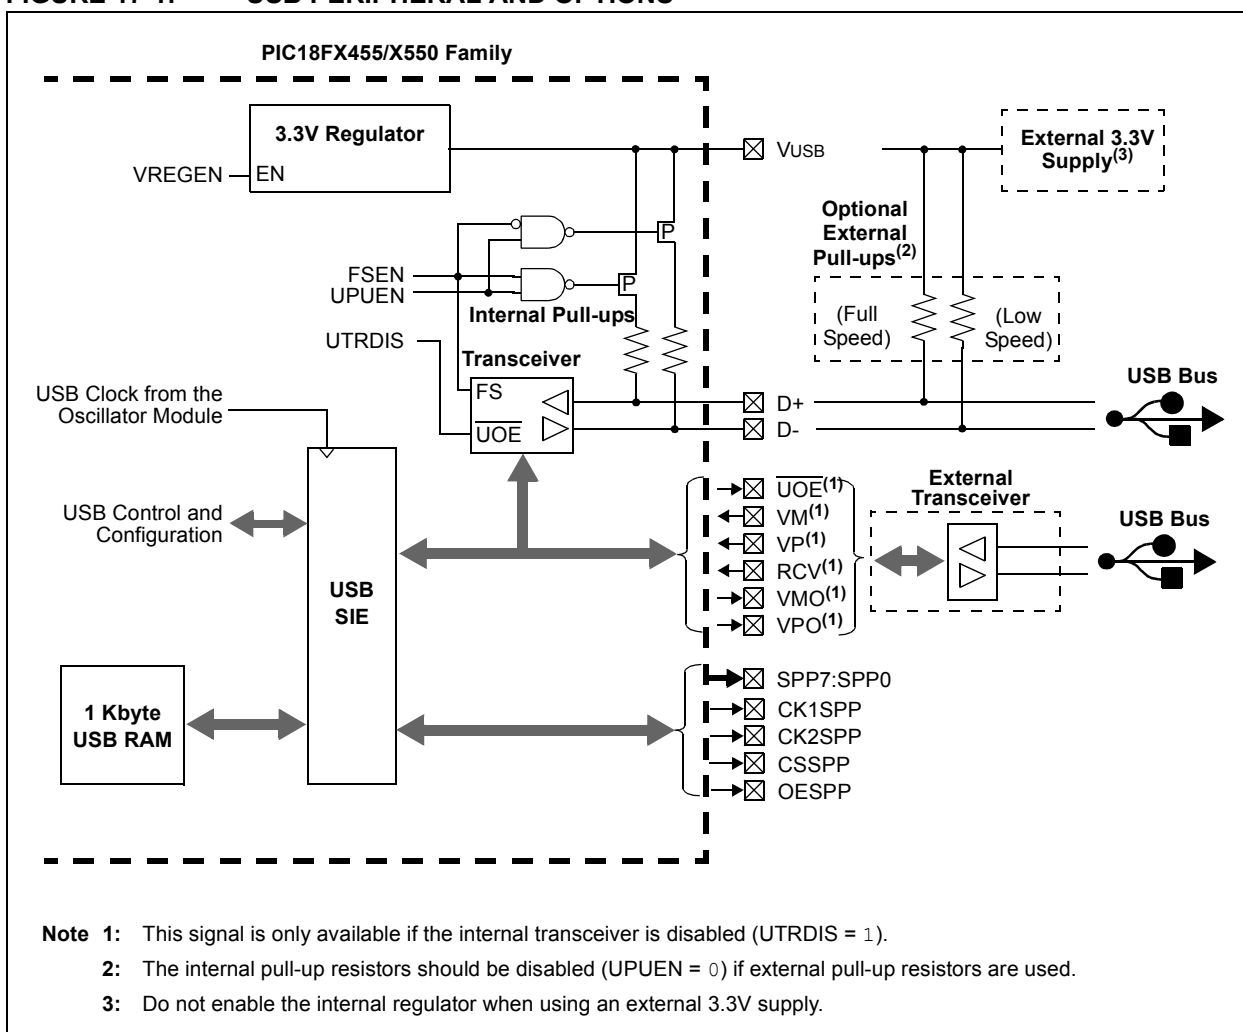 PIC18FX455/X550 Family
3.3V Regulator
VREGEN
EN
VUSB
External 3.3V
Supply(3)
Optional
External
Pull-ups(2)
FSEN
UPUEN
P
P
Internal Pull-ups
(Full
Speed)
(Low
Speed)
UTRDIS
Transceiver
FS
UOE
USB Clock from the
Oscillator Module
D+
D-
USB Bus
USB Control and
Configuration
USB
SIE
UOE(1)
VM(1)
VP(1)
RCV(1)
VMO(1)
VPO(1)
External
Transceiver
USB Bus
1 Kbyte
USB RAM
SPP7:SPP0
CK1SPP
CK2SPP
CSSPP
OESPP
Note 1: This signal is only available if the internal transceiver is disabled (UTRDIS = 1).
2: The internal pull-up resistors should be disabled (UPUEN = 0) if external pull-up resistors are used.
3: Do not enable the internal regulator when using an external 3.3V supply.